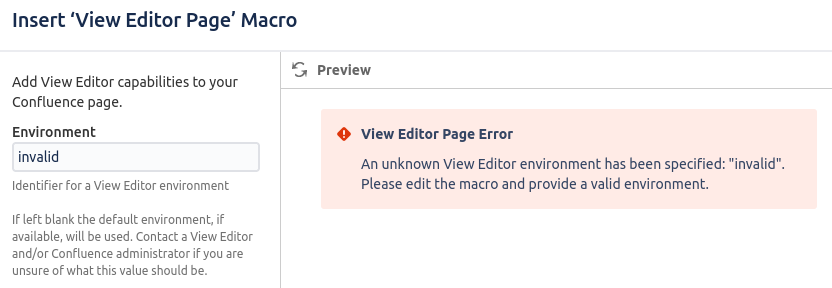 Insert ‘View Editor Page’ Macro
Add View Editor capabilities to your
Confluence page.
Environment
invalid
Identifier for a View Editor environment
If left blank the default environment, if
available, will be used. Contact a View Editor
and/or Confluence administrator if you are
unsure of what this value should be.
Preview
View Editor Page Error
An unknown View Editor environment has been specified: "invalid".
Please edit the macro and provide a valid environment.